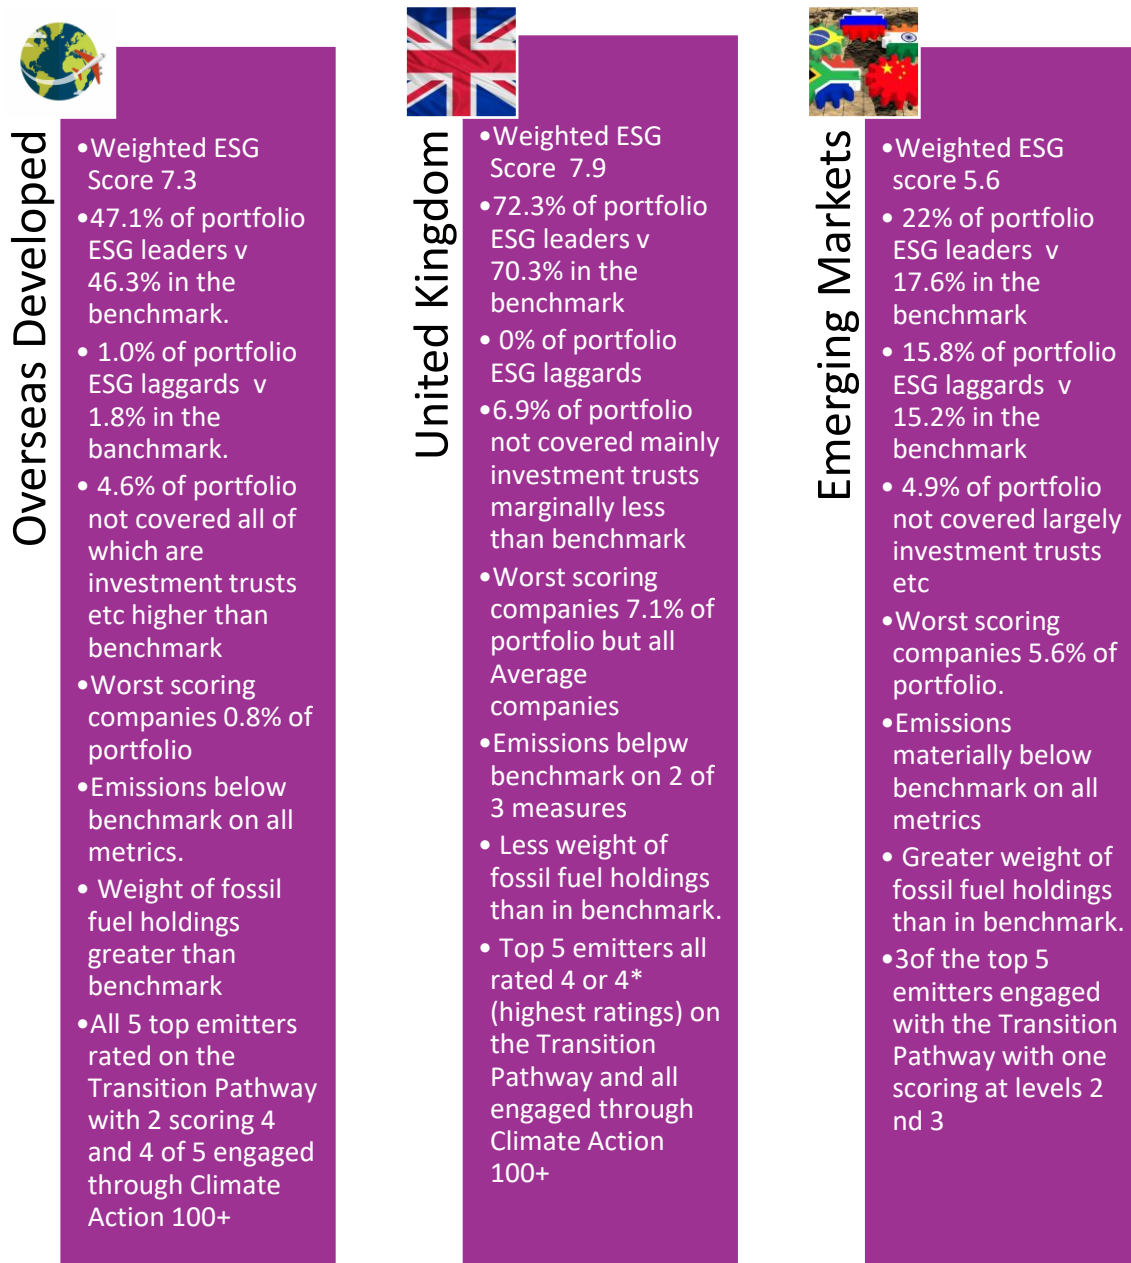 Overseas Developed
•Weighted ESG
Score 7.3
•47.1% of portfolio
ESG leaders v
46.3% in the
benchmark.
• 1.0% of portfolio
ESG laggards v
1.8% in the
banchmark.
• 4.6% of portfolio
not covered all of
which are
investment trusts
etc higher than
benchmark
•Worst scoring
companies 0.8% of
portfolio
•Emissions below
benchmark on all
metrics.
• Weight of fossil
fuel holdings
greater than
benchmark
•All 5 top emitters
rated on the
Transition Pathway
with 2 scoring 4
and 4 of 5 engaged
through Climate
Action 100+
United Kingdom
•Weighted ESG
Score 7.9
•72.3% of portfolio
ESG leaders v
70.3% in the
benchmark
• 0% of portfolio
ESG laggards
•6.9% of portfolio
not covered mainly
investment trusts
marginally less
than benchmark
•Worst scoring
companies 7.1% of
portfolio but all
Average
companies
•Emissions belpw
benchmark on 2 of
3 measures
• Less weight of
fossil fuel holdings
than in benchmark.
• Top 5 emitters all
rated 4 or 4*
(highest ratings) on
the Transition
Pathway and all
engaged through
Climate Action
100+
Emerging Markets
•Weighted ESG
score 5.6
• 22% of portfolio
ESG leaders v
17.6% in the
benchmark
• 15.8% of portfolio
ESG laggards v
15.2% in the
benchmark
• 4.9% of portfolio
not covered largely
investment trusts
etc
•Worst scoring
companies 5.6% of
portfolio.
•Emissions
materially below
benchmark on all
metrics
• Greater weight of
fossil fuel holdings
than in benchmark.
•3of the top 5
emitters engaged
with the Transition
Pathway with one
scoring at levels 2
nd 3